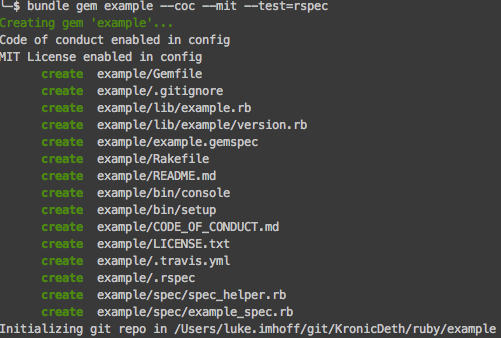 ╰─$ bundle gem example --coc --mit --test=rspec
Creating gem 'example'...
Code of conduct enabled in config
MIT License enabled in config
create example/Gemfile
create example/.gitignore
create example/lib/example.rb
create example/lib/example/version.rb
create example/example.gemspec
create example/Rakefile
create example/README.md
create example/bin/console
create example/bin/setup
create example/CODE_OF_CONDUCT.md
create example/LICENSE.txt
create example/.travis.yml
create example/.rspec
create example/spec/spec_helper.rb
create example/spec/example_spec.rb
Initializing git repo in /Users/luke.imhoff/git/KronicDeth/ruby/example